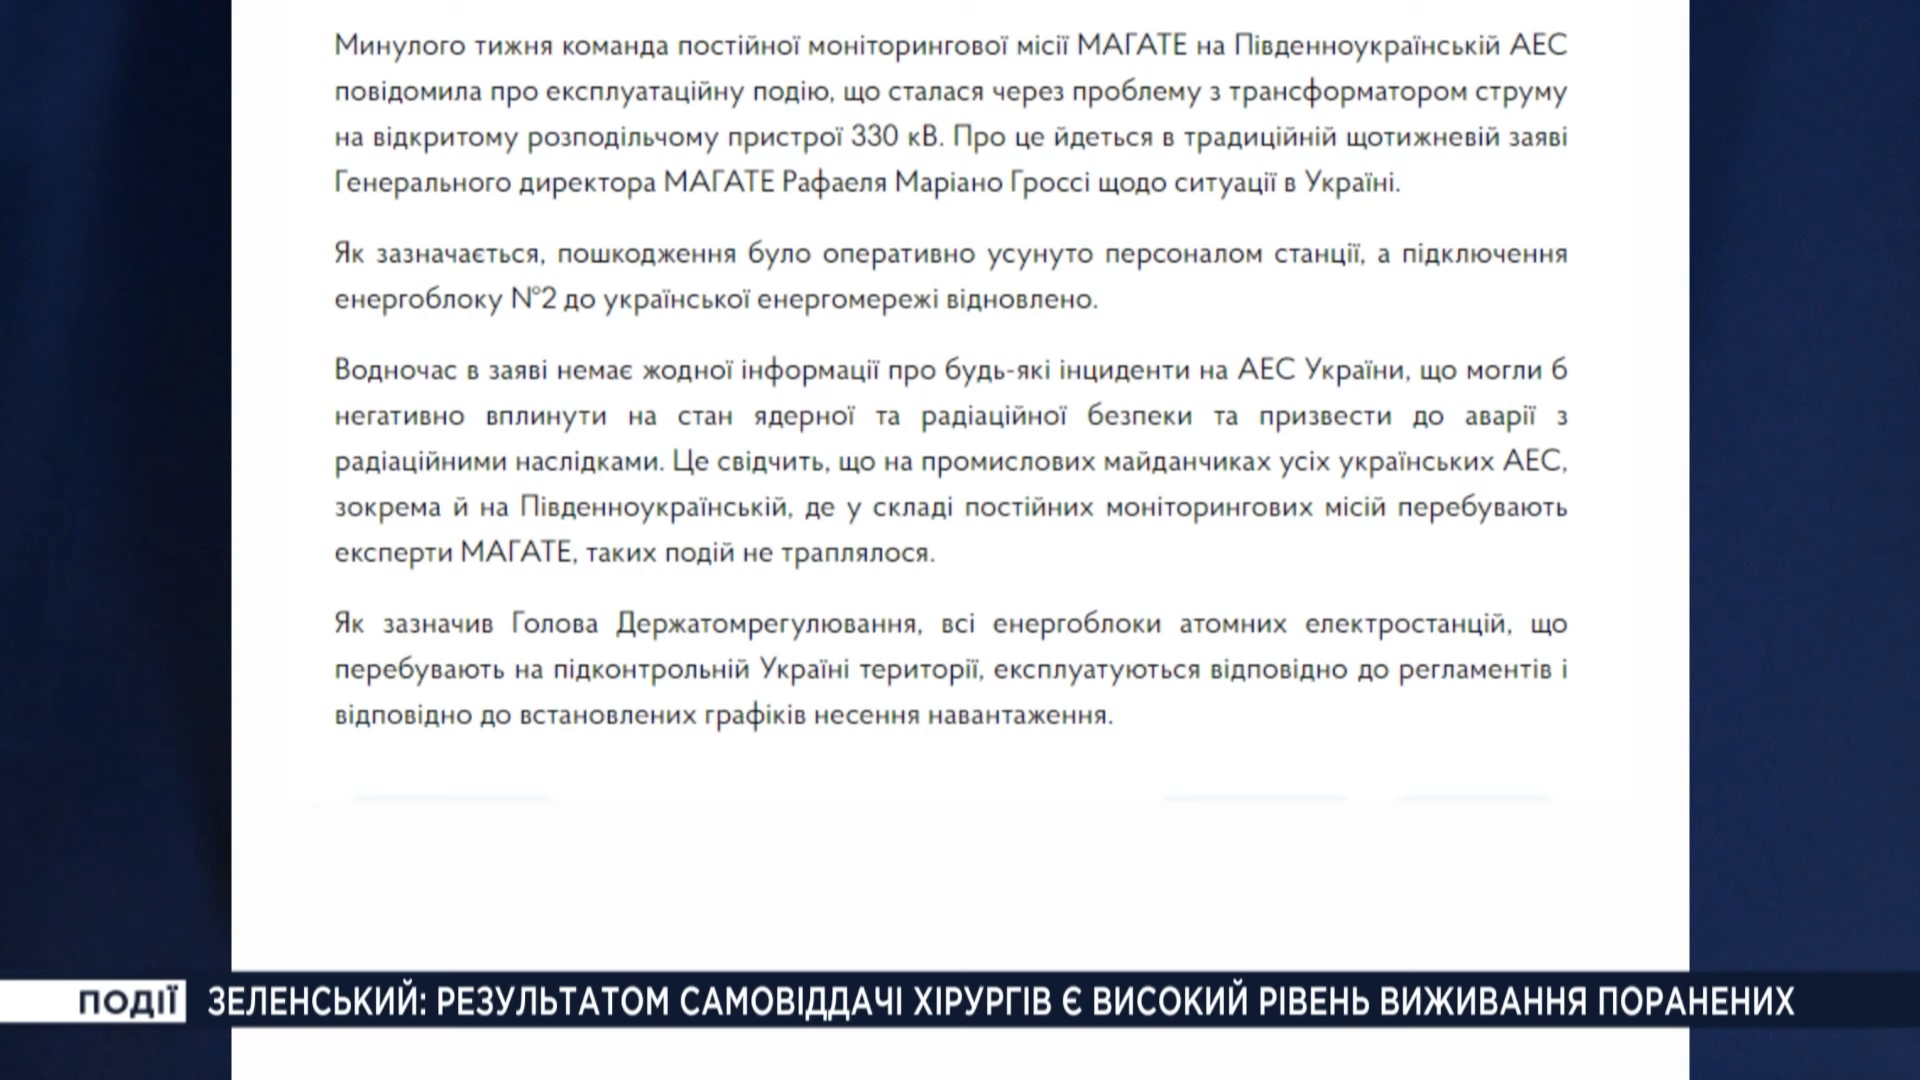 Минулого тижня команда постійної моніторингової місії МАГАТЕ на Південноукраїнській АЕС
повідомила про експлуатаційну подію, що сталася через проблему з трансформатором струму
на відкритому розподільчому пристрої 330 кВ. Про це йдеться в традиційній щотижневій заяві
Генерального директора МАГАТЕ Рафаеля Маріано Гроссі щодо ситуації в Україні.
Як зазначається, пошкодження було оперативно усунуто персоналом станції, а підключення
енергоблоку №2 до української енергомережі відновлено.
Водночас в заяві немає жодної інформації про будь-які інциденти на АЕС України, що могли б
негативно вплинути на стан ядерної та радіаційної безпеки та призвести до аварії з
радіаційними наслідками. Це свідчить, що на промислових майданчиках усіх українських АЕС,
зокрема й на Південноукраїнській, де у складі постійних моніторингових місій перебувають
експерти МАГАТЕ, таких подій не траплялося.
Як зазначив Голова Держатомрегулювання, всі енергоблоки атомних електростанцій, що
перебувають на підконтрольній Україні території, експлуатуються відповідно до регламентів і
відповідно до встановлених графіків несення навантаження.
ПОДІЇ ЗЕЛЕНСЬКИЙ: РЕЗУЛЬТАТОМ САМОВІДДАЧІ ХІРУРГІВ Є ВИСОКИЙ РІВЕНЬ ВИЖИВАННЯ ПОРАНЕНИХ